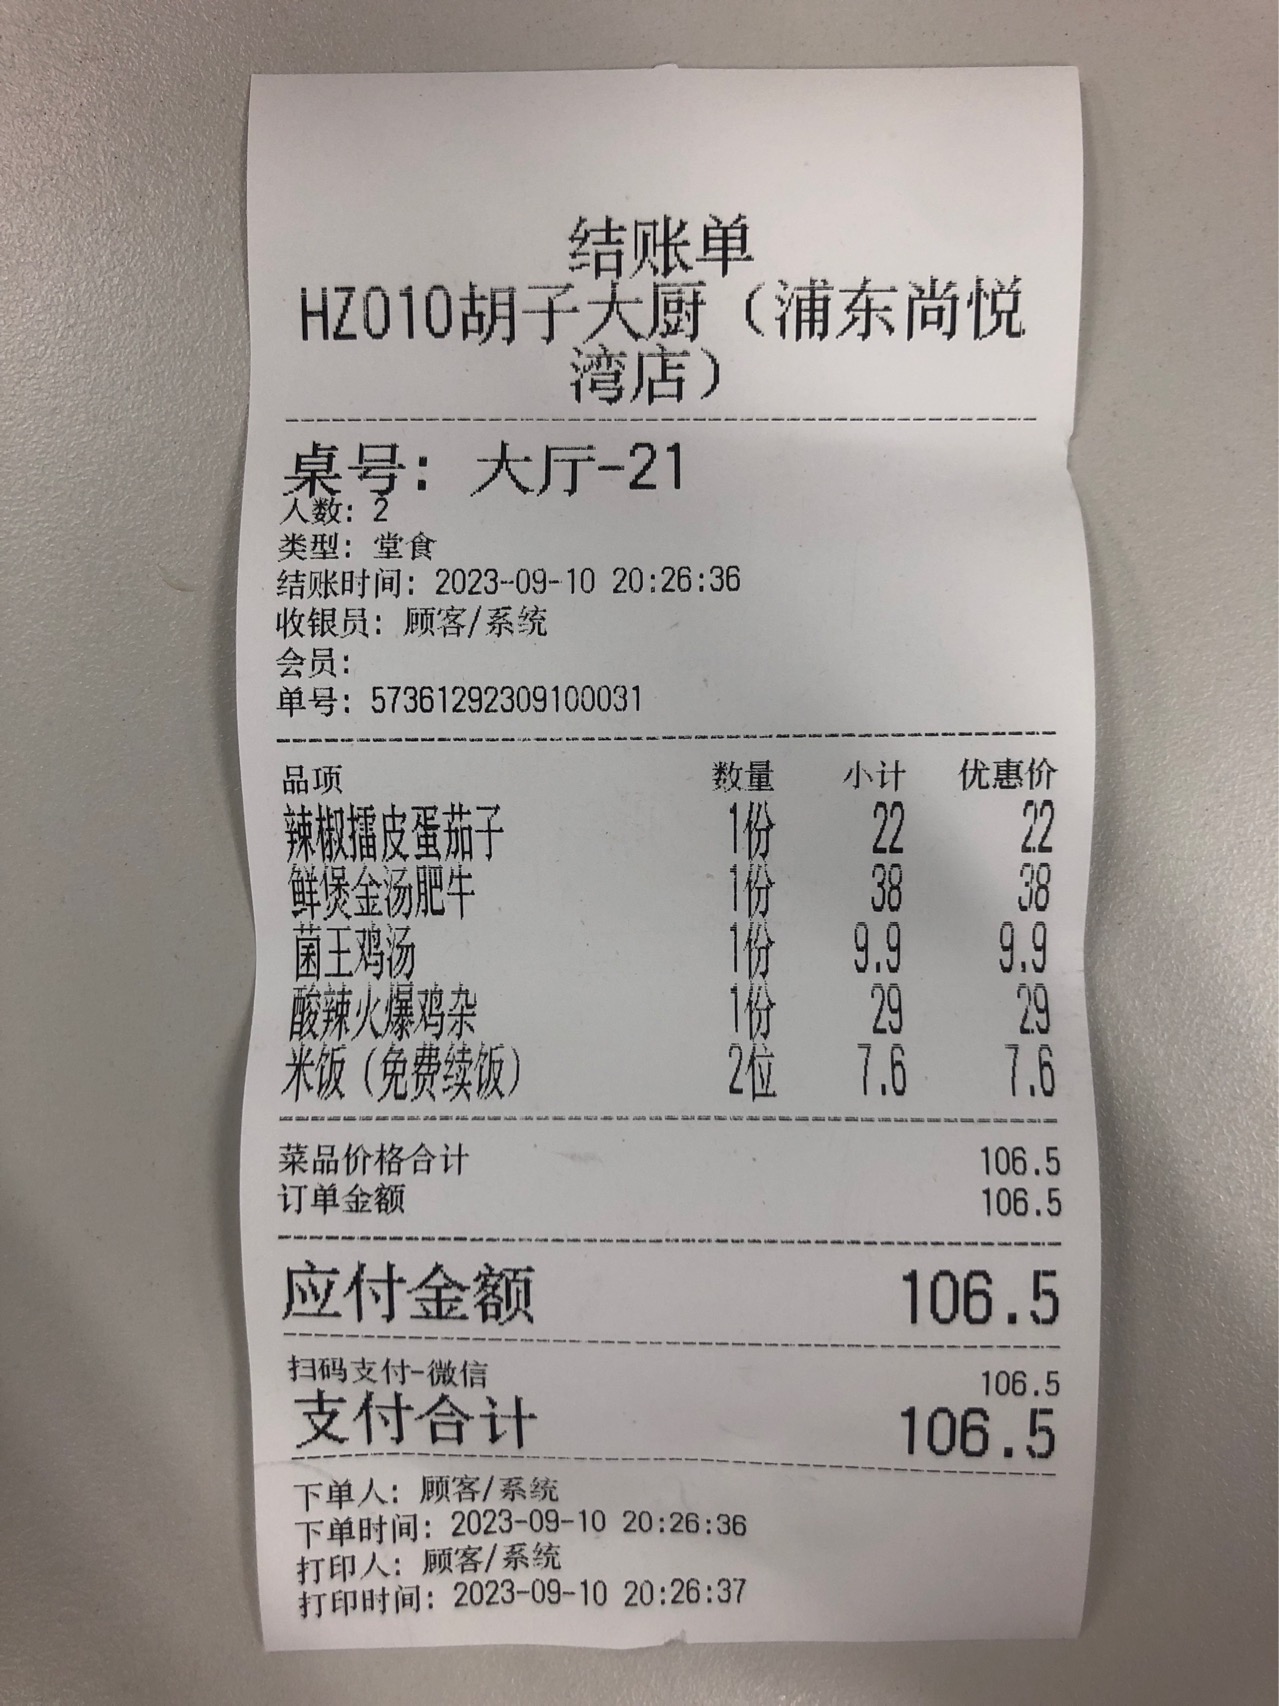 结账单
HZ010胡子大厨（浦东尚悦
湾店）
桌号：大厅-21
人数：2
类型：堂食
结账时间：2023-09-10 20:26:36
收银员：顾客/系统
会员：
单号：57361292309100031
品项 数量 小计 优惠价
辣椒擂皮蛋茄子 1份 22 22
鲜煲金汤肥牛 1份 38 38
菌王鸡汤 1份 9.9 9.9
酸辣火爆鸡杂 1份 29 29
米饭（免费续饭） 2位 7.6 7.6
菜品价格合计 106.5
订单金额 106.5
应付金额 106.5
扫码支付-微信 106.5
支付合计 106.5
下单人：顾客/系统
下单时间：2023-09-10 20:26:36
打印人：顾客/系统
打印时间：2023-09-10 20:26:37